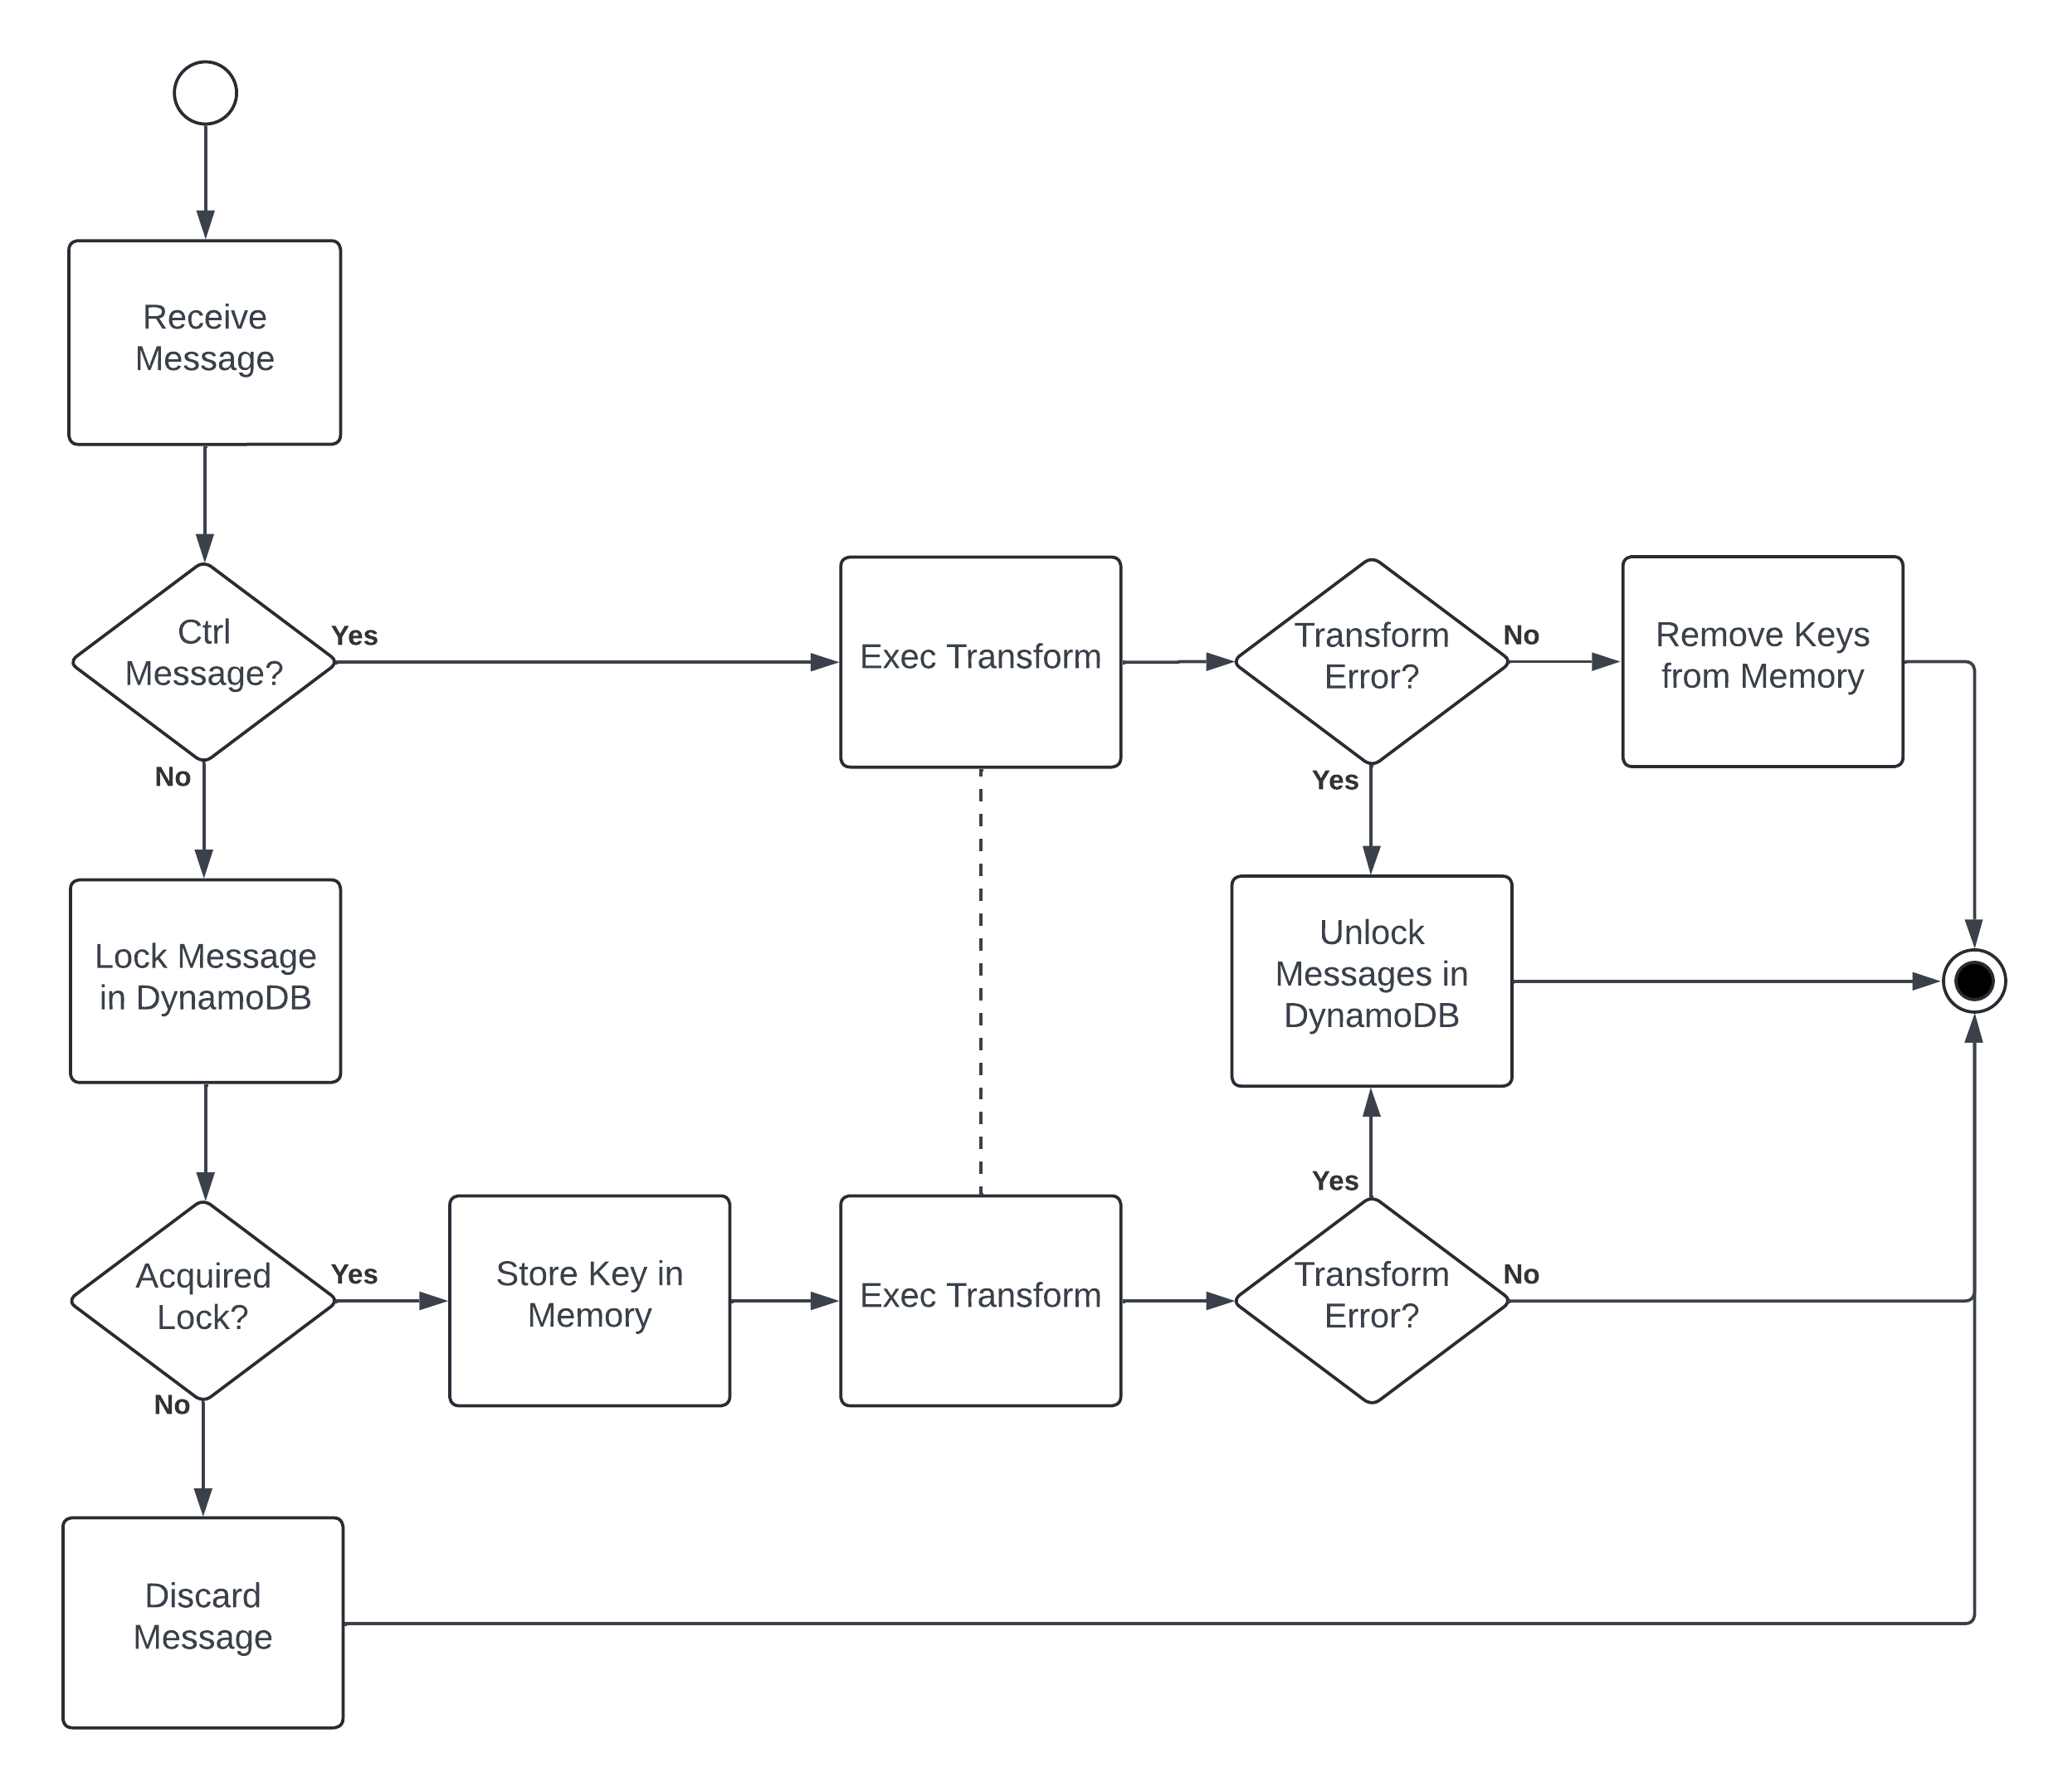 Receive
Message
Ctrl
Message?
Yes
No
Exec Transform
Transform
Error?
No
Yes
Remove Keys
from Memory
Lock Message
in DynamoDB
Unlock
Messages in
DynamoDB
Acquired
Lock?
Yes
No
Store Key in
Memory
Exec Transform
Transform
Error?
Yes
No
Discard
Message